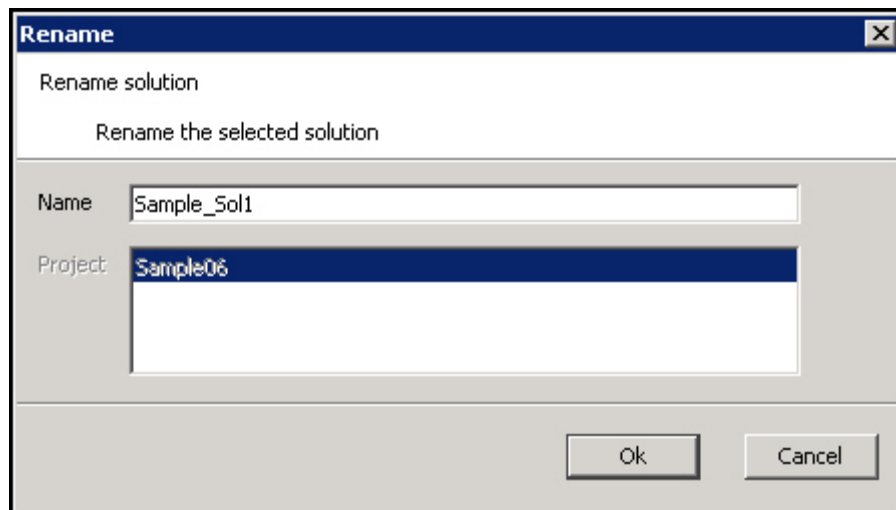 Rename
Rename solution
Rename the selected solution
Name Sample_Sol1
Project Sample06
Ok Cancel